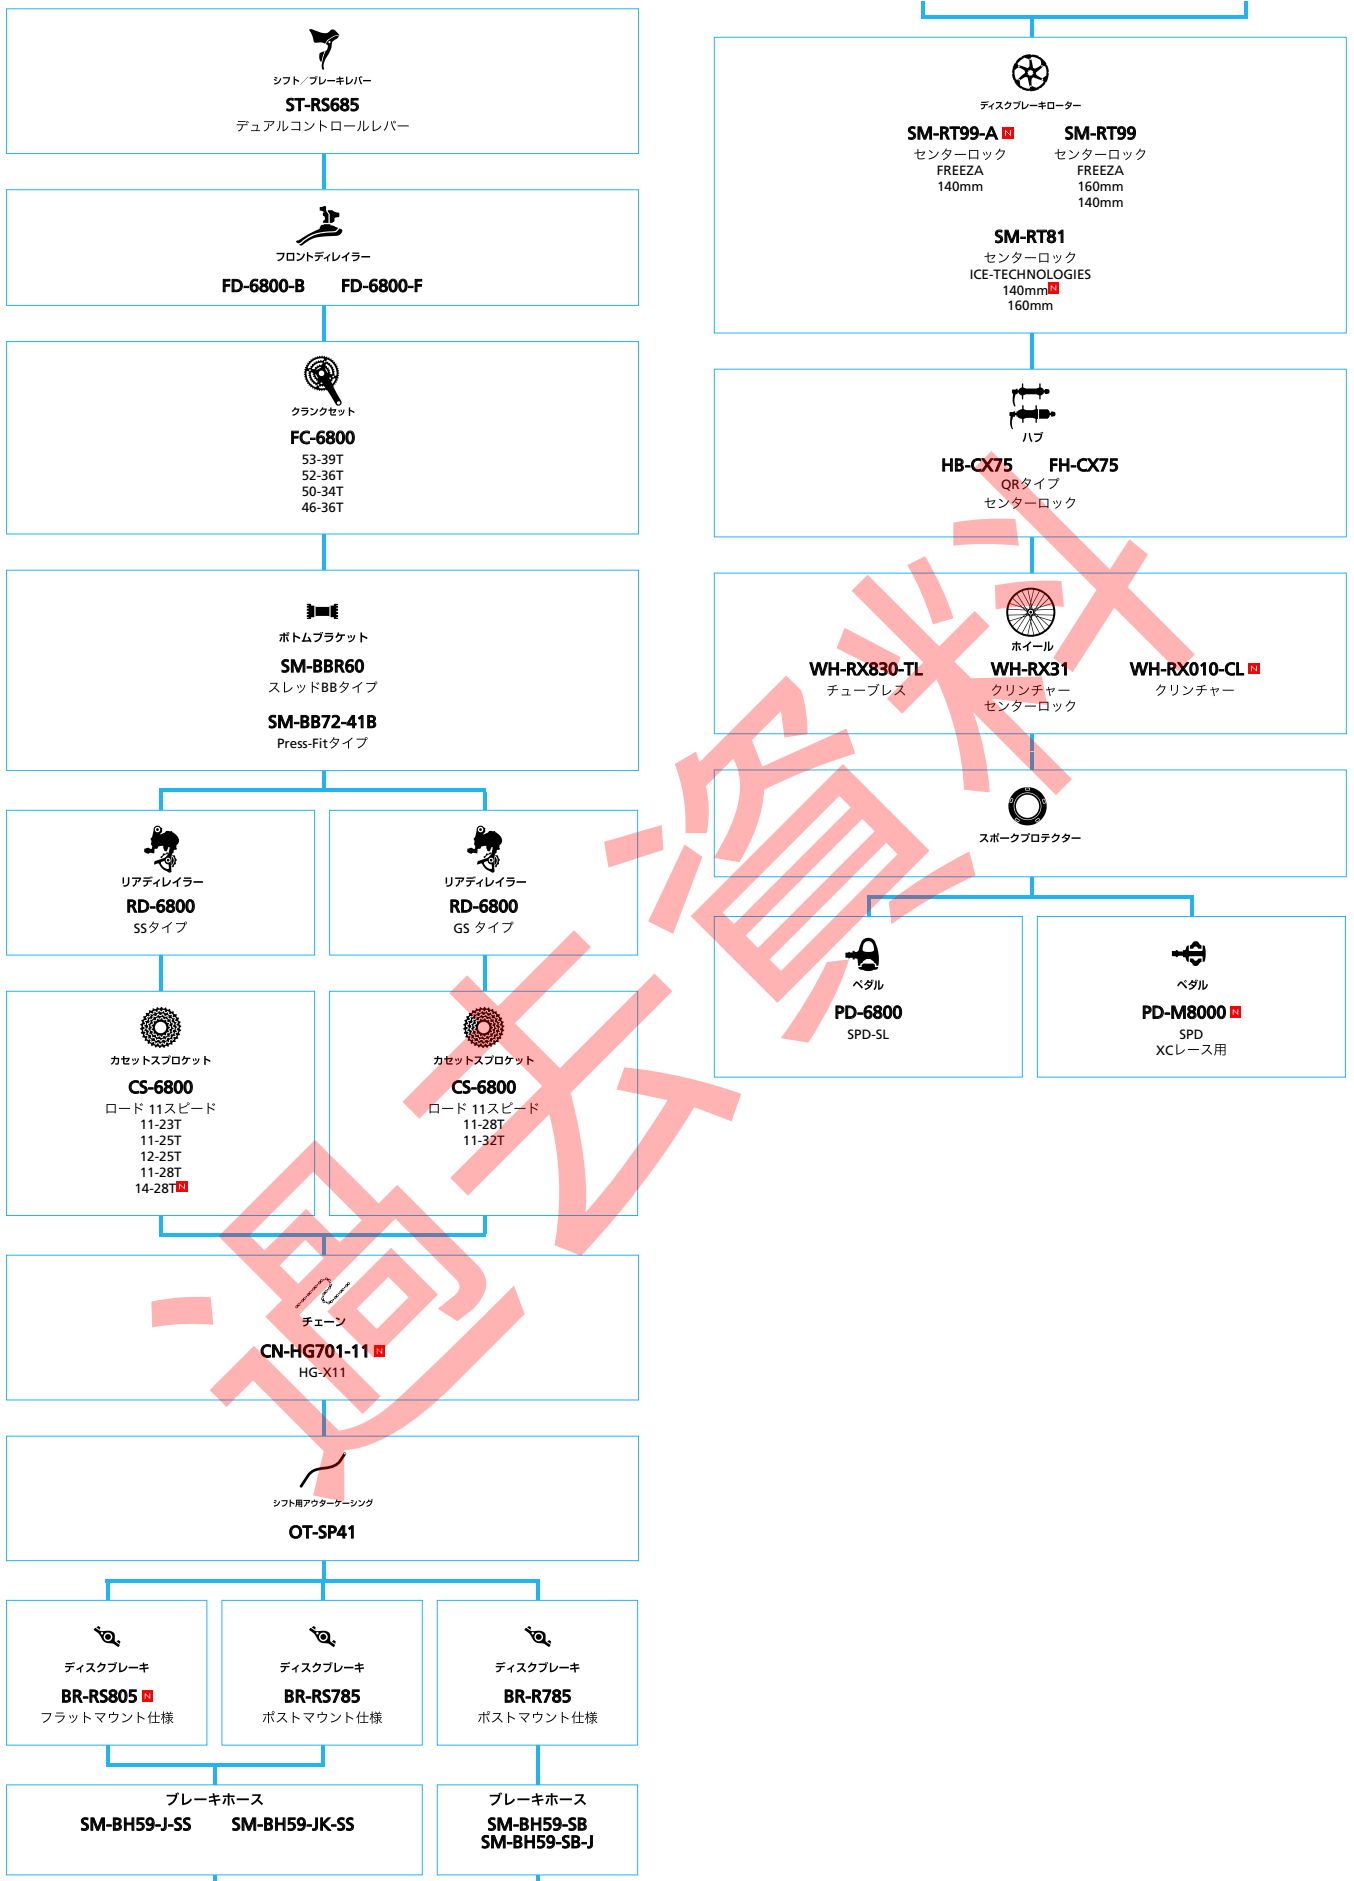 シフト／ブレーキレバー
ST-RS685
デュアルコントロールレバー
フロントディレイラー
FD-6800-B FD-6800-F
クランクセット
FC-6800
53-39T
52-36T
50-34T
46-36T
ボトムブラケット
SM-BBR60
スレッドBBタイプ
SM-BB72-41B
Press-Fitタイプ
リアディレイラー
RD-6800
SSタイプ
リアディレイラー
RD-6800
GS タイプ
カセットスプロケット
CS-6800
ロード 11スピード
11-23T
11-25T
12-25T
11-28T
14-28T N
カセットスプロケット
CS-6800
ロード 11スピード
11-28T
11-32T
チェーン
CN-HG701-11 N
HG-X11
シフト用アウターケーシング
OT-SP41
ディスクブレーキ
BR-RS805 N
フラットマウント仕様
ディスクブレーキ
BR-RS785
ポストマウント仕様
ディスクブレーキ
BR-R785
ポストマウント仕様
ブレーキホース
SM-BH59-J-SS SM-BH59-JK-SS
ブレーキホース
SM-BH59-SB
SM-BH59-SB-J
ディスクブレーキローター
SM-RT99-A N
センターロック
FREEZA
140mm
SM-RT99
センターロック
FREEZA
160mm
140mm
SM-RT81
センターロック
ICE-TECHNOLOGIES
140mm N
160mm
ハブ
HB-CX75 FH-CX75
QRタイプ
センターロック
ホイール
WH-RX830-TL
チューブレス
WH-RX31
クリンチャー
センターロック
WH-RX010-CL N
クリンチャー
スポークプロテクター
ペダル
PD-6800
SPD-SL
ペダル
PD-M8000 N
SPD
XCレース用
過去資料